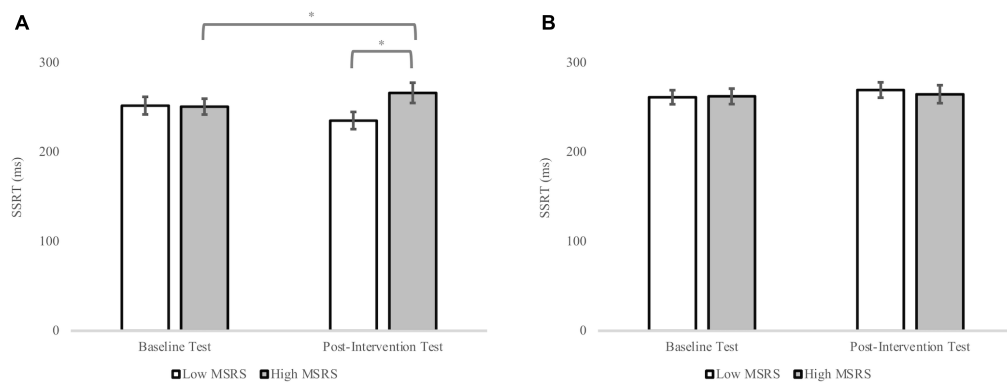 A
*
*
300
200
100
0
SSRT (ms)
Baseline Test
Post-Intervention Test
Low MSRS
High MSRS
B
300
200
100
0
SSRT (ms)
Baseline Test
Post-Intervention Test
Low MSRS
High MSRS